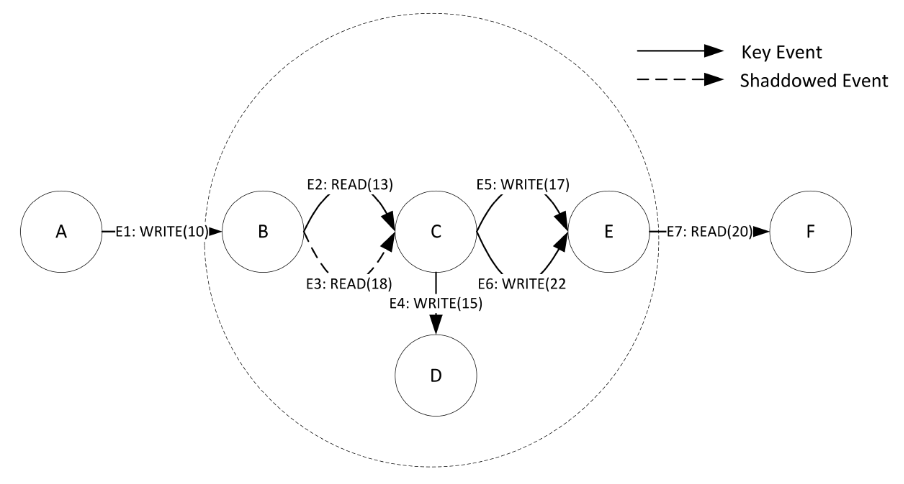 Key Event
Shaddowed Event
E2: READ(13)
E5: WRITE(17)
A
E1: WRITE(10)
B
C
E
E7: READ(20)
F
E3: READ(18)
E6: WRITE(22
E4: WRITE(15)
D